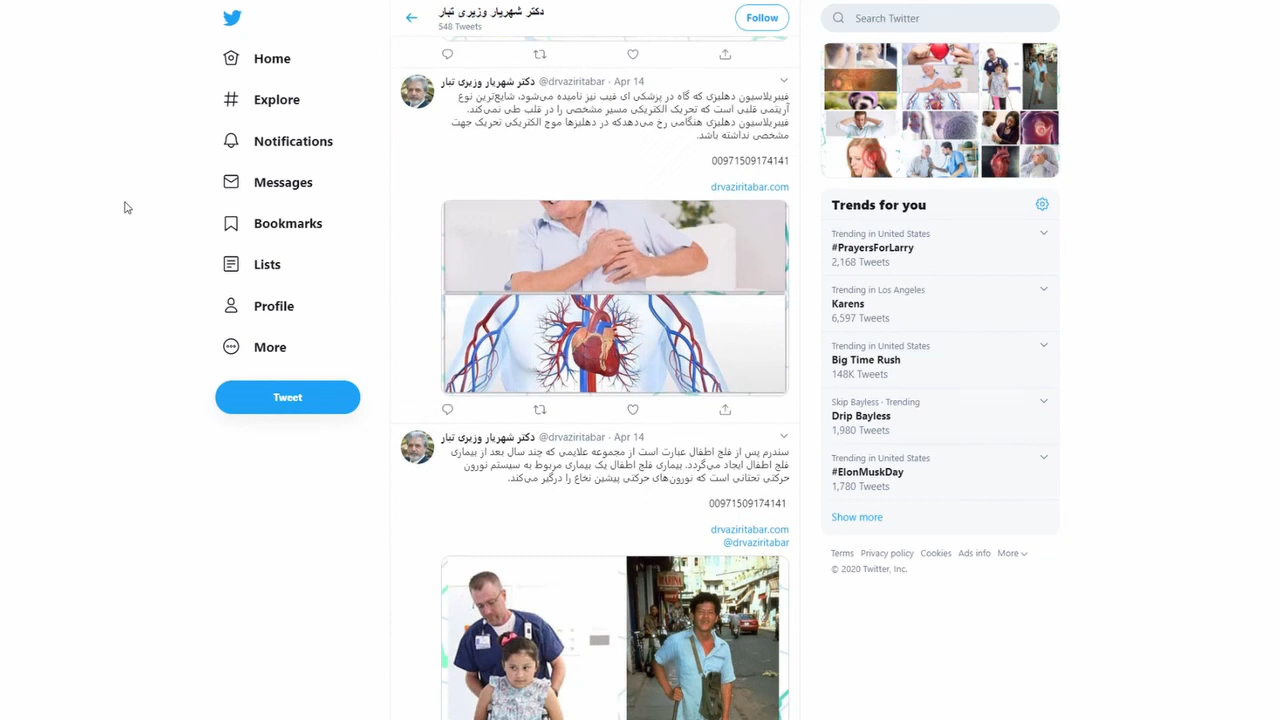 Home
Explore
Notifications
Messages
Bookmarks
Lists
Profile
More
Tweet
دکتر شهریار وزیری تبار
548 Tweets
Follow
دکتر شهریار وزیری تبار @drvaziritabar · Apr 14
فیبریلاسیون دهلیزی که گاه در پزشکی ای فیب نیز نامیده می‌شود، شایع‌ترین نوع
آریتمی قلبی است که تحریک الکتریکی مسیر مشخصی را در قلب طی نمی‌کند.
فیبریلاسیون دهلیزی هنگامی رخ می‌دهدکه در دهلیزها موج الکتریکی تحریک جهت
مشخصی نداشته باشد.
00971509174141
drvaziritabar.com
دکتر شهریار وزیری تبار @drvaziritabar · Apr 14
سندرم پس از فلج اطفال عبارت است از مجموعه علایمی که چند سال بعد از بیماری
فلج اطفال ایجاد می‌گردد. بیماری فلج اطفال یک بیماری مربوط به سیستم نورون
حرکتی تحتانی است که نورون‌های حرکتی پیشین نخاع را درگیر می‌کند.
00971509174141
drvaziritabar.com
@drvaziritabar
MARINA
Search Twitter
Trends for you
Trending in United States
#PrayersForLarry
2,168 Tweets
Trending in Los Angeles
Karens
6,597 Tweets
Trending in United States
Big Time Rush
148K Tweets
Skip Bayless · Trending
Drip Bayless
1,980 Tweets
Trending in United States
#ElonMuskDay
1,780 Tweets
Show more
Terms Privacy policy Cookies Ads info More
© 2020 Twitter, Inc.